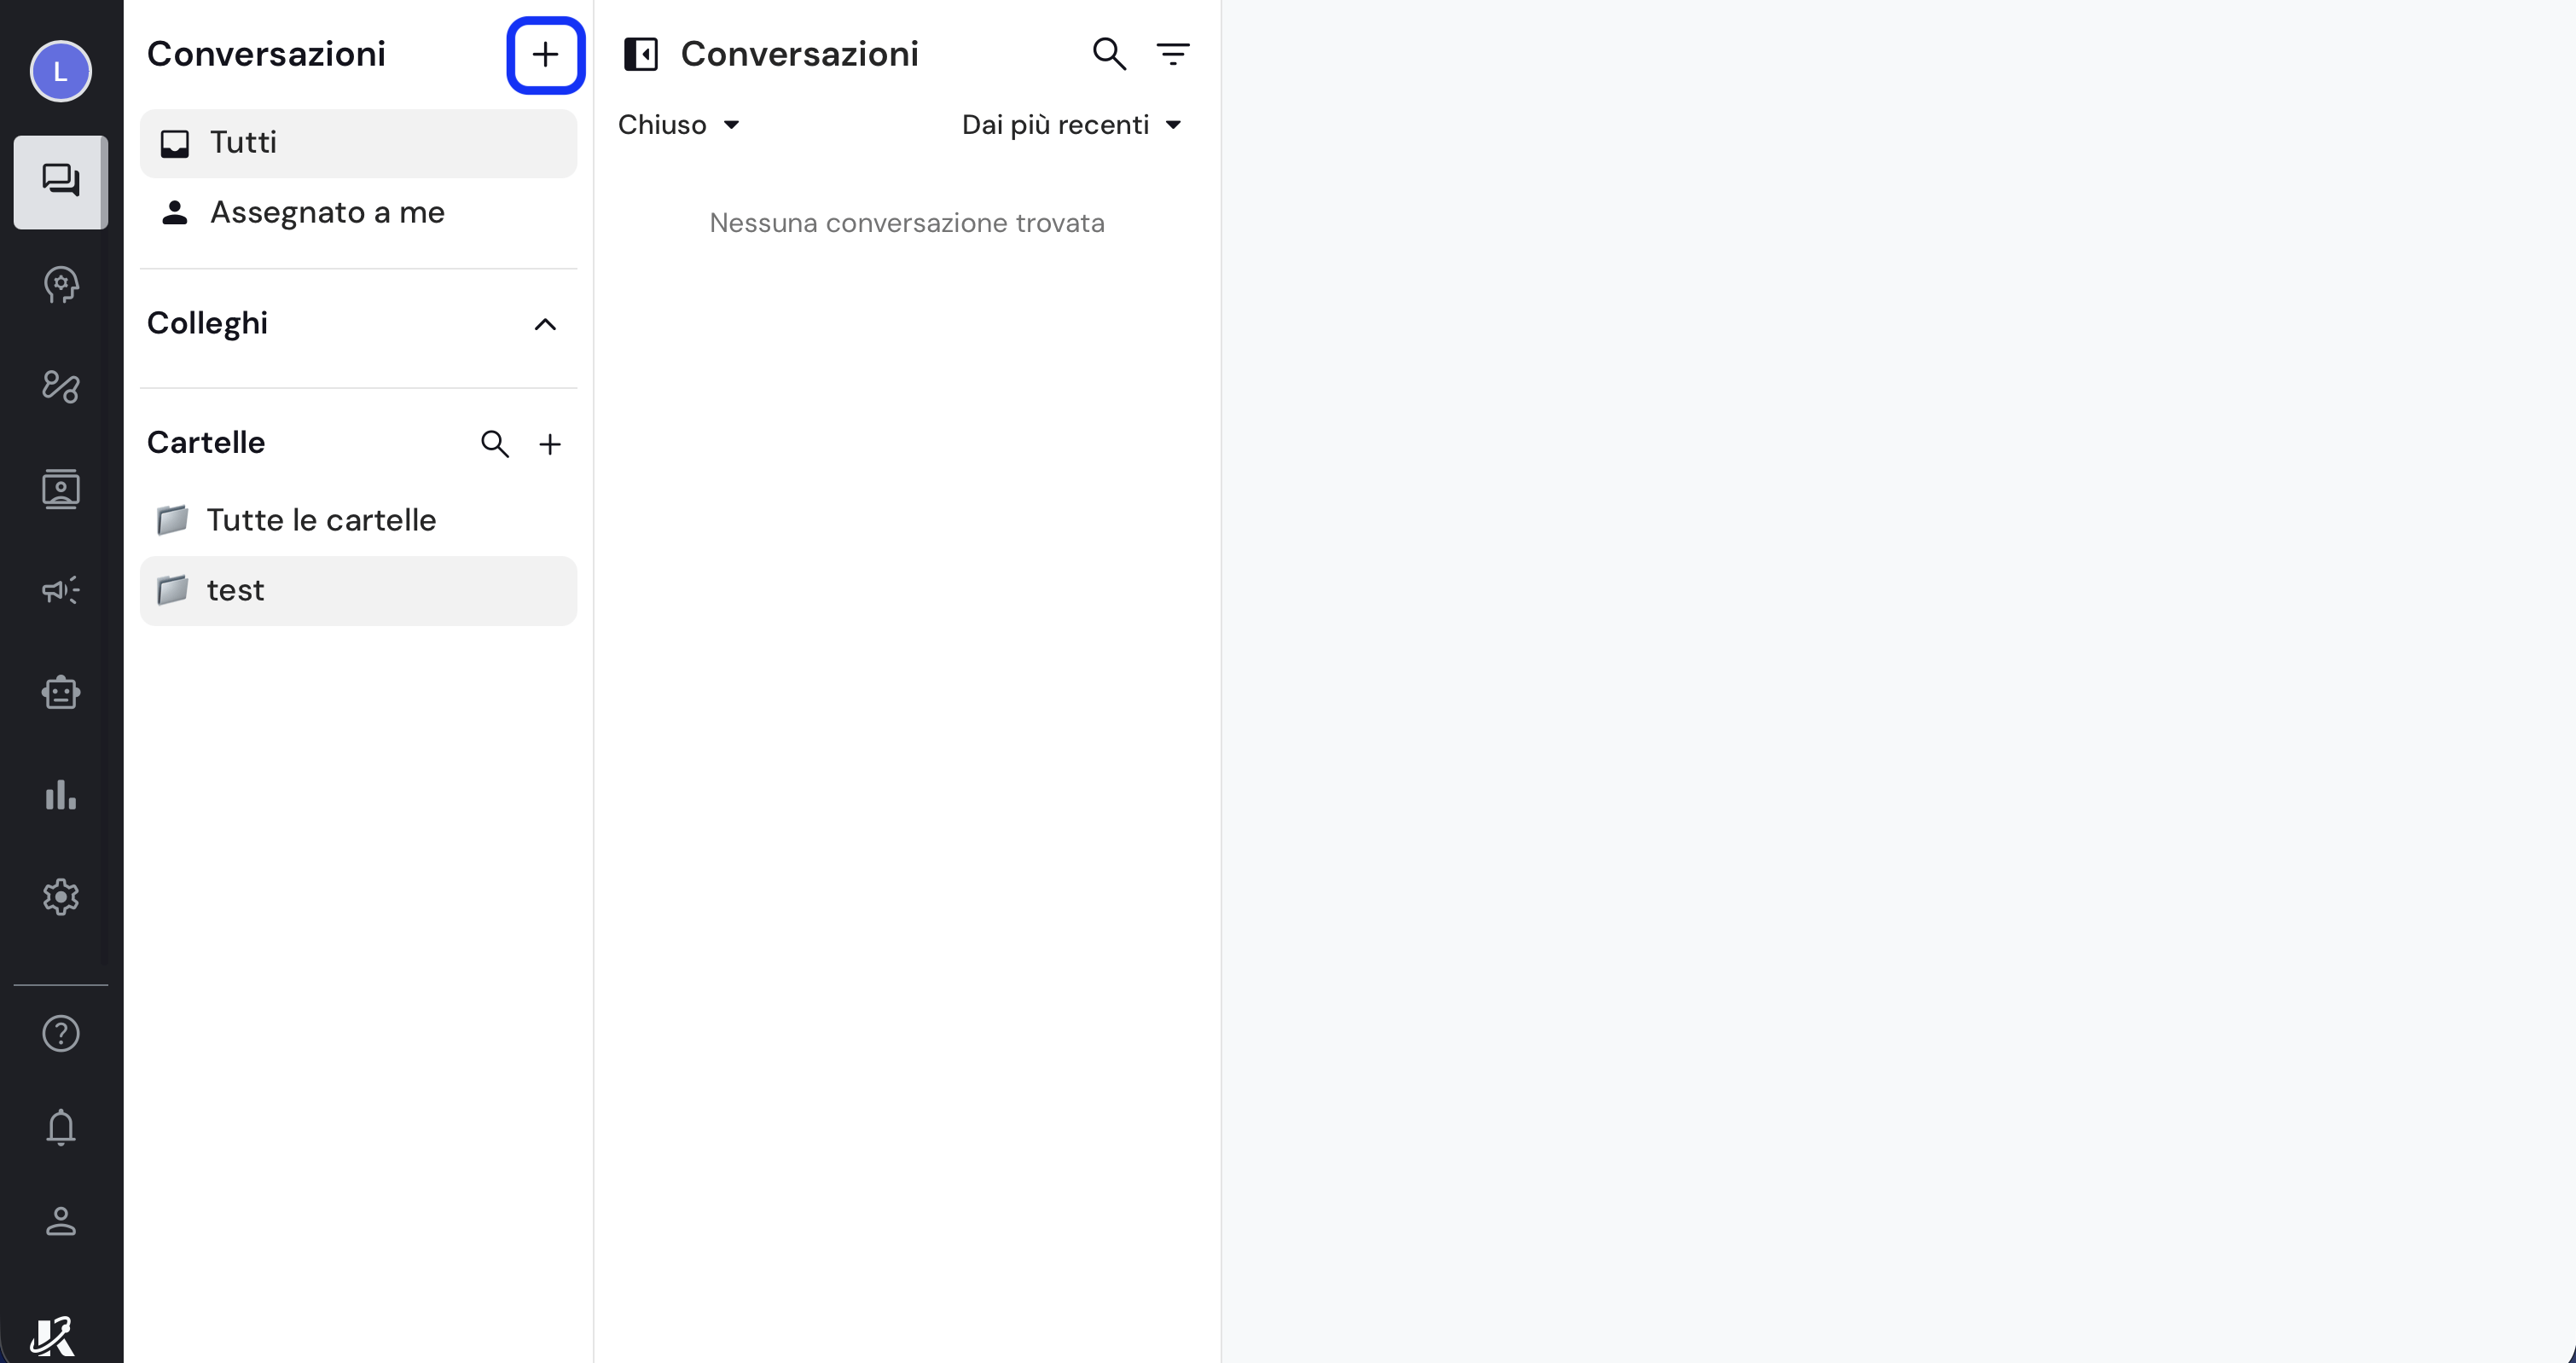 L
Conversazioni
Tutti
Assegnato a me
Colleghi
Cartelle
Tutte le cartelle
test
Conversazioni
Chiuso
Dai più recenti
Nessuna conversazione trovata